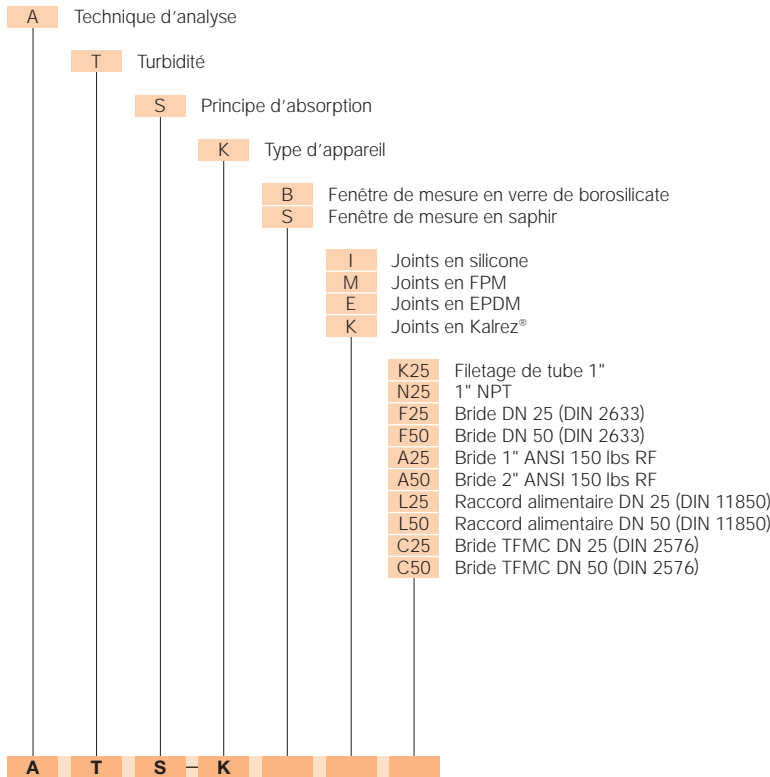 A Technique d'analyse
T Turbidité
S Principe d'absorption
K Type d'appareil
B Fenêtre de mesure en verre de borosilicate
S Fenêtre de mesure en saphir
I Joints en silicone
M Joints en FPM
E Joints en EPDM
K Joints en Kalrez®
K25 Filetage de tube 1"
N25 1" NPT
F25 Bride DN 25 (DIN 2633)
F50 Bride DN 50 (DIN 2633)
A25 Bride 1" ANSI 150 lbs RF
A50 Bride 2" ANSI 150 lbs RF
L25 Raccord alimentaire DN 25 (DIN 11850)
L50 Raccord alimentaire DN 50 (DIN 11850)
C25 Bride TFMC DN 25 (DIN 2576)
C50 Bride TFMC DN 50 (DIN 2576)
A T S – K